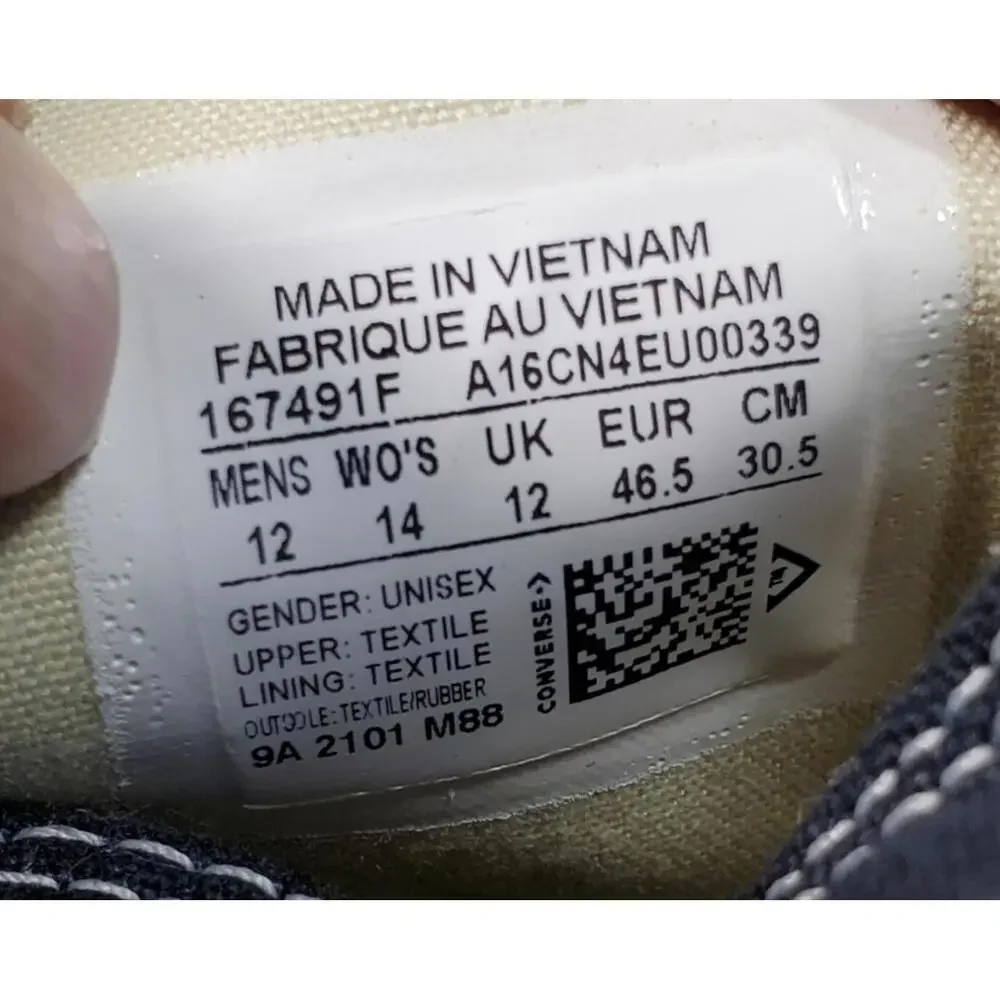 MADE IN VIETNAM
FABRIQUE AU VIETNAM
167491F A16CN4EU00339
MENS WO'S UK EUR CM
12 14 12 46.5 30.5
GENDER: UNISEX
UPPER: TEXTILE
LINING: TEXTILE
OUTSOLE: TEXTILE/RUBBER
9A 2101 M88
CONVERSE
TM